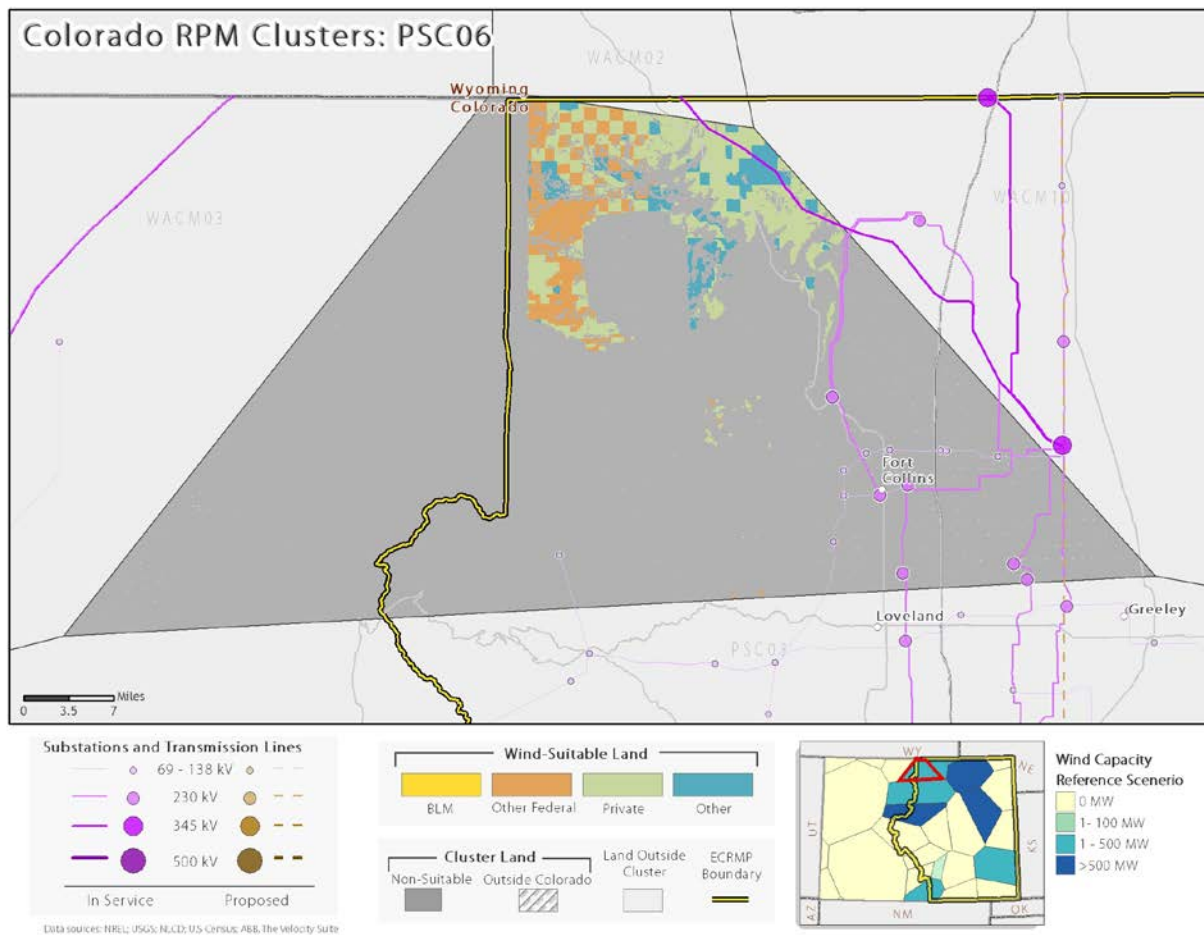 Colorado RPM Clusters: PSC06
WACM02
Wyoming
Colorado
WACM03
WACM10
Fort
Collins
Loveland
Greeley
PSC03
Miles
0 3.5 7
Substations and Transmission Lines
69 - 138 kV
230 kV
345 kV
500 kV
In Service Proposed
Wind-Suitable Land
BLM Other Federal Private Other
Cluster Land
Non-Suitable Outside Colorado
Land Outside
Cluster
ECRMP
Boundary
WY
NE
UT
KS
AZ
NM
OK
Wind Capacity
Reference Scenerio
0 MW
1- 100 MW
1 - 500 MW
>500 MW
Data sources: NREL; USGS; NLCD; U.S Census; ABB, The Velocity Suite